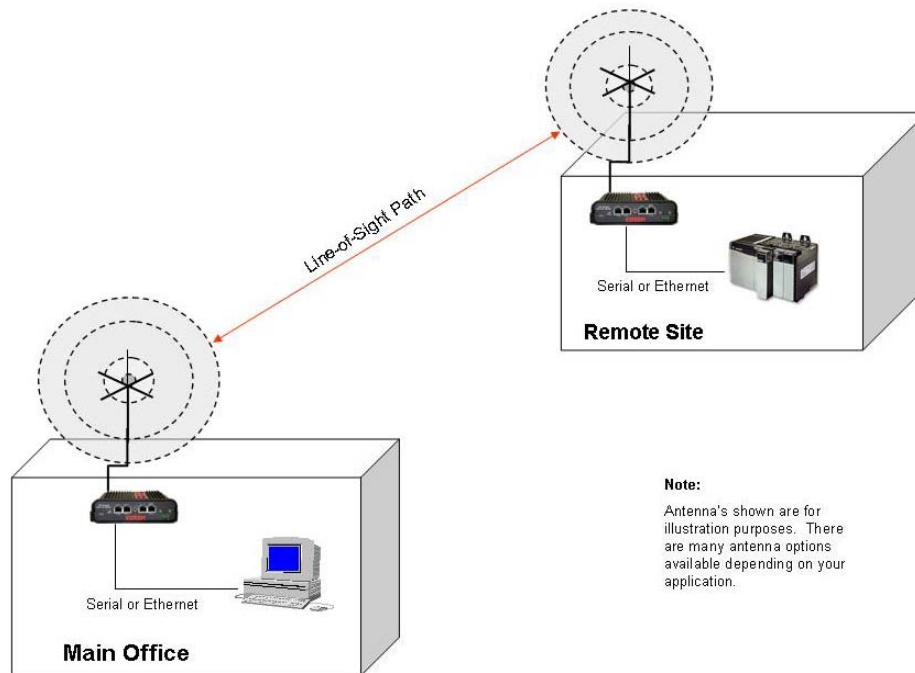 Line-of-Sight Path
Serial or Ethernet
Remote Site
Serial or Ethernet
Main Office
Note:
Antenna's shown are for
illustration purposes.  There
are many antenna options
available depending on your
application.